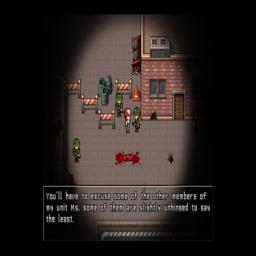 You'll have to excuse some of the other members of
my unit Ms, some of them are slightly unhinged to say
the least.